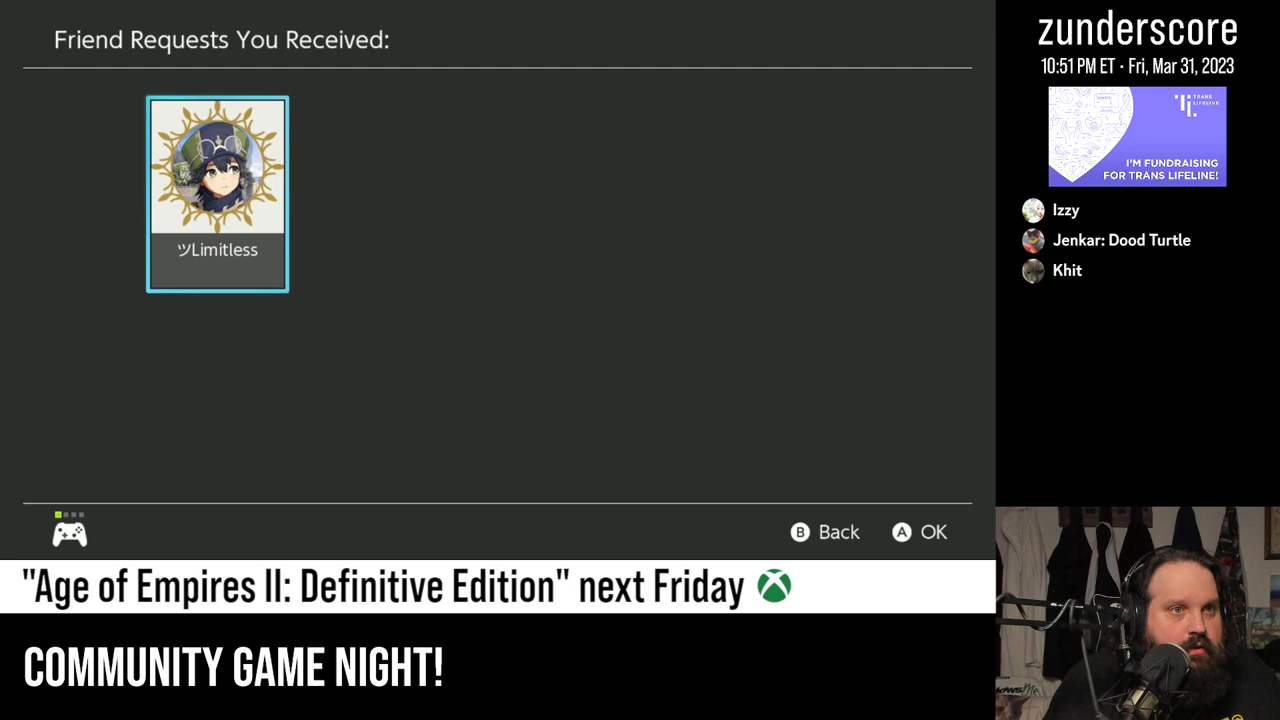 Friend Requests You Received:
ツLimitless
B Back
A OK
"Age of Empires II: Definitive Edition" next Friday
COMMUNITY GAME NIGHT!
zunderscore
10:51 PM ET · Fri, Mar 31, 2023
TRANS
LIFELINE
I'M FUNDRAISING
FOR TRANS LIFELINE!
Izzy
Jenkar: Dood Turtle
Khit